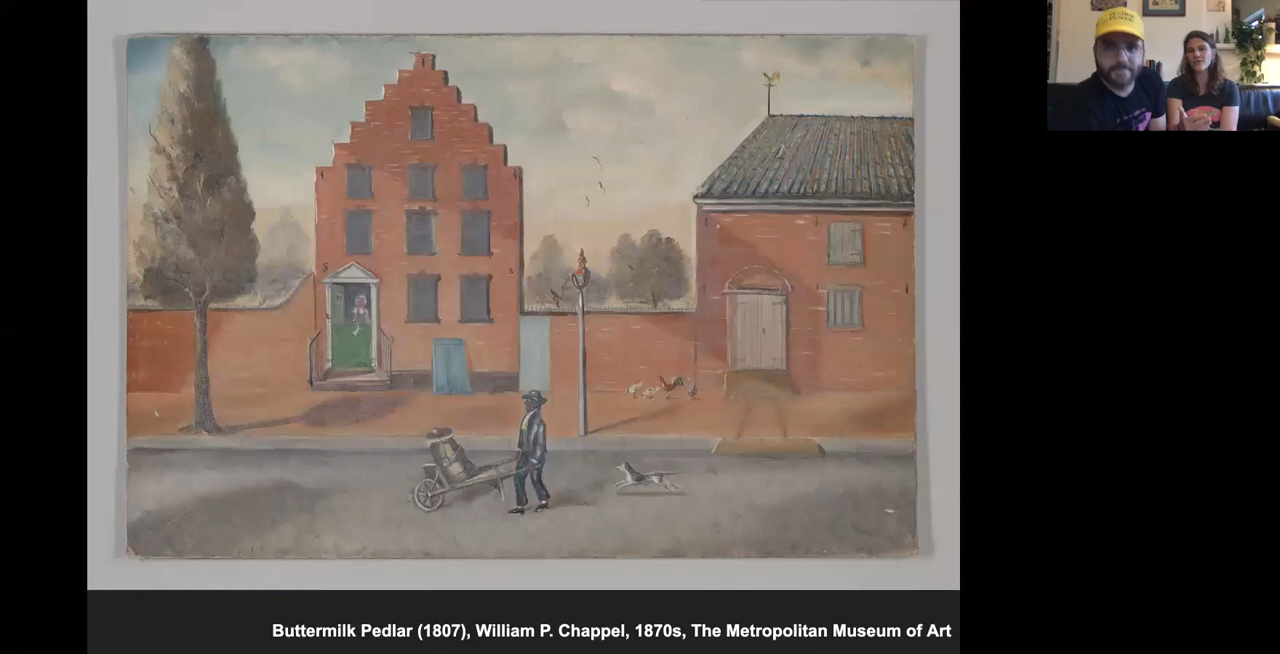 Buttermilk Pedlar (1807), William P. Chappel, 1870s, The Metropolitan Museum of Art